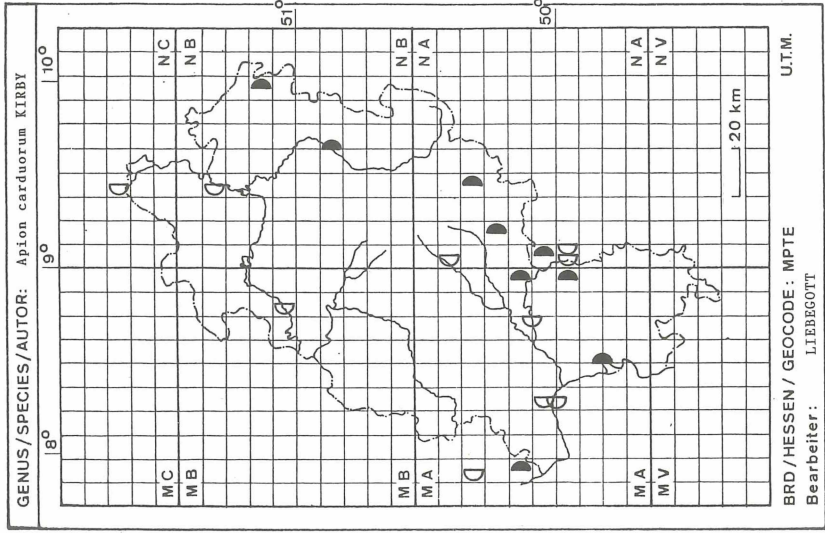 GENUS/SPECIES/AUTOR: Apion carduorum KIRBY
8° 9° 10°
MC NC
MB NB
51°
MB NB
MA NA
50°
MA NA
MV NV
20 km
BRD/HESSEN/GEOCODE: MPTE U.T.M.
Bearbeiter: LIEBEGOTT